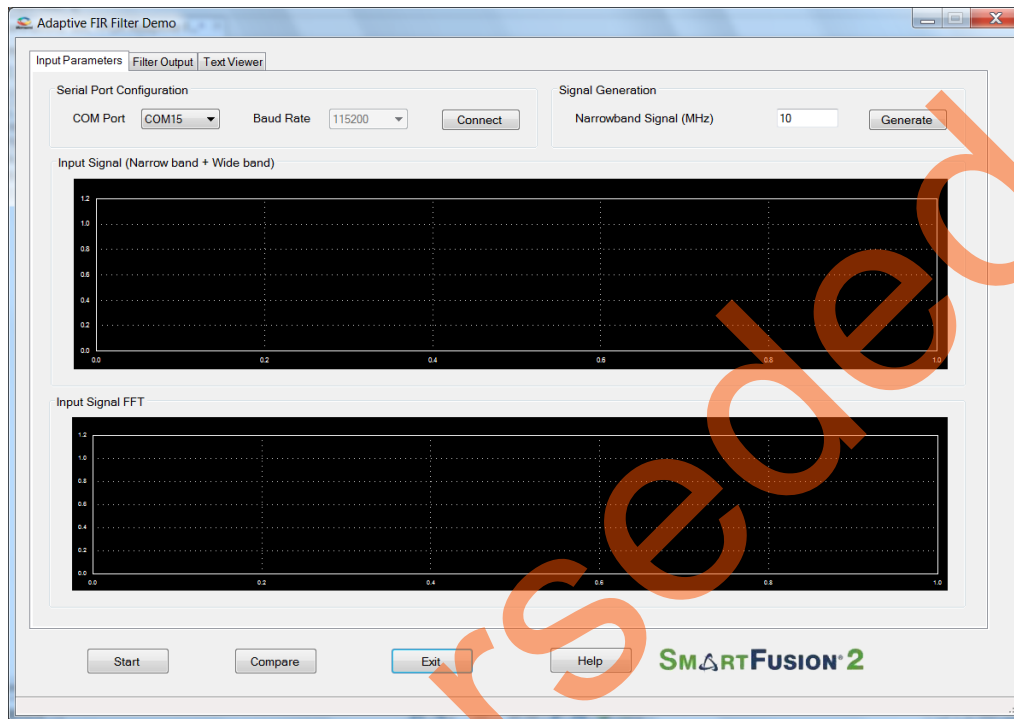 Adaptive FIR Filter Demo
Input Parameters Filter Output Text Viewer
Serial Port Configuration
COM Port COM15 Baud Rate 115200 Connect
Signal Generation
Narrowband Signal (MHz) 10 Generate
Input Signal (Narrow band + Wide band)
1.2
1.0
0.8
0.6
0.4
0.2
0.0
0.0 0.2 0.4 0.6 0.8 1.0
Input Signal FFT
1.2
1.0
0.8
0.6
0.4
0.2
0.0
0.0 0.2 0.4 0.6 0.8 1.0
Start Compare Exit Help SMARTFUSION®2
rseded